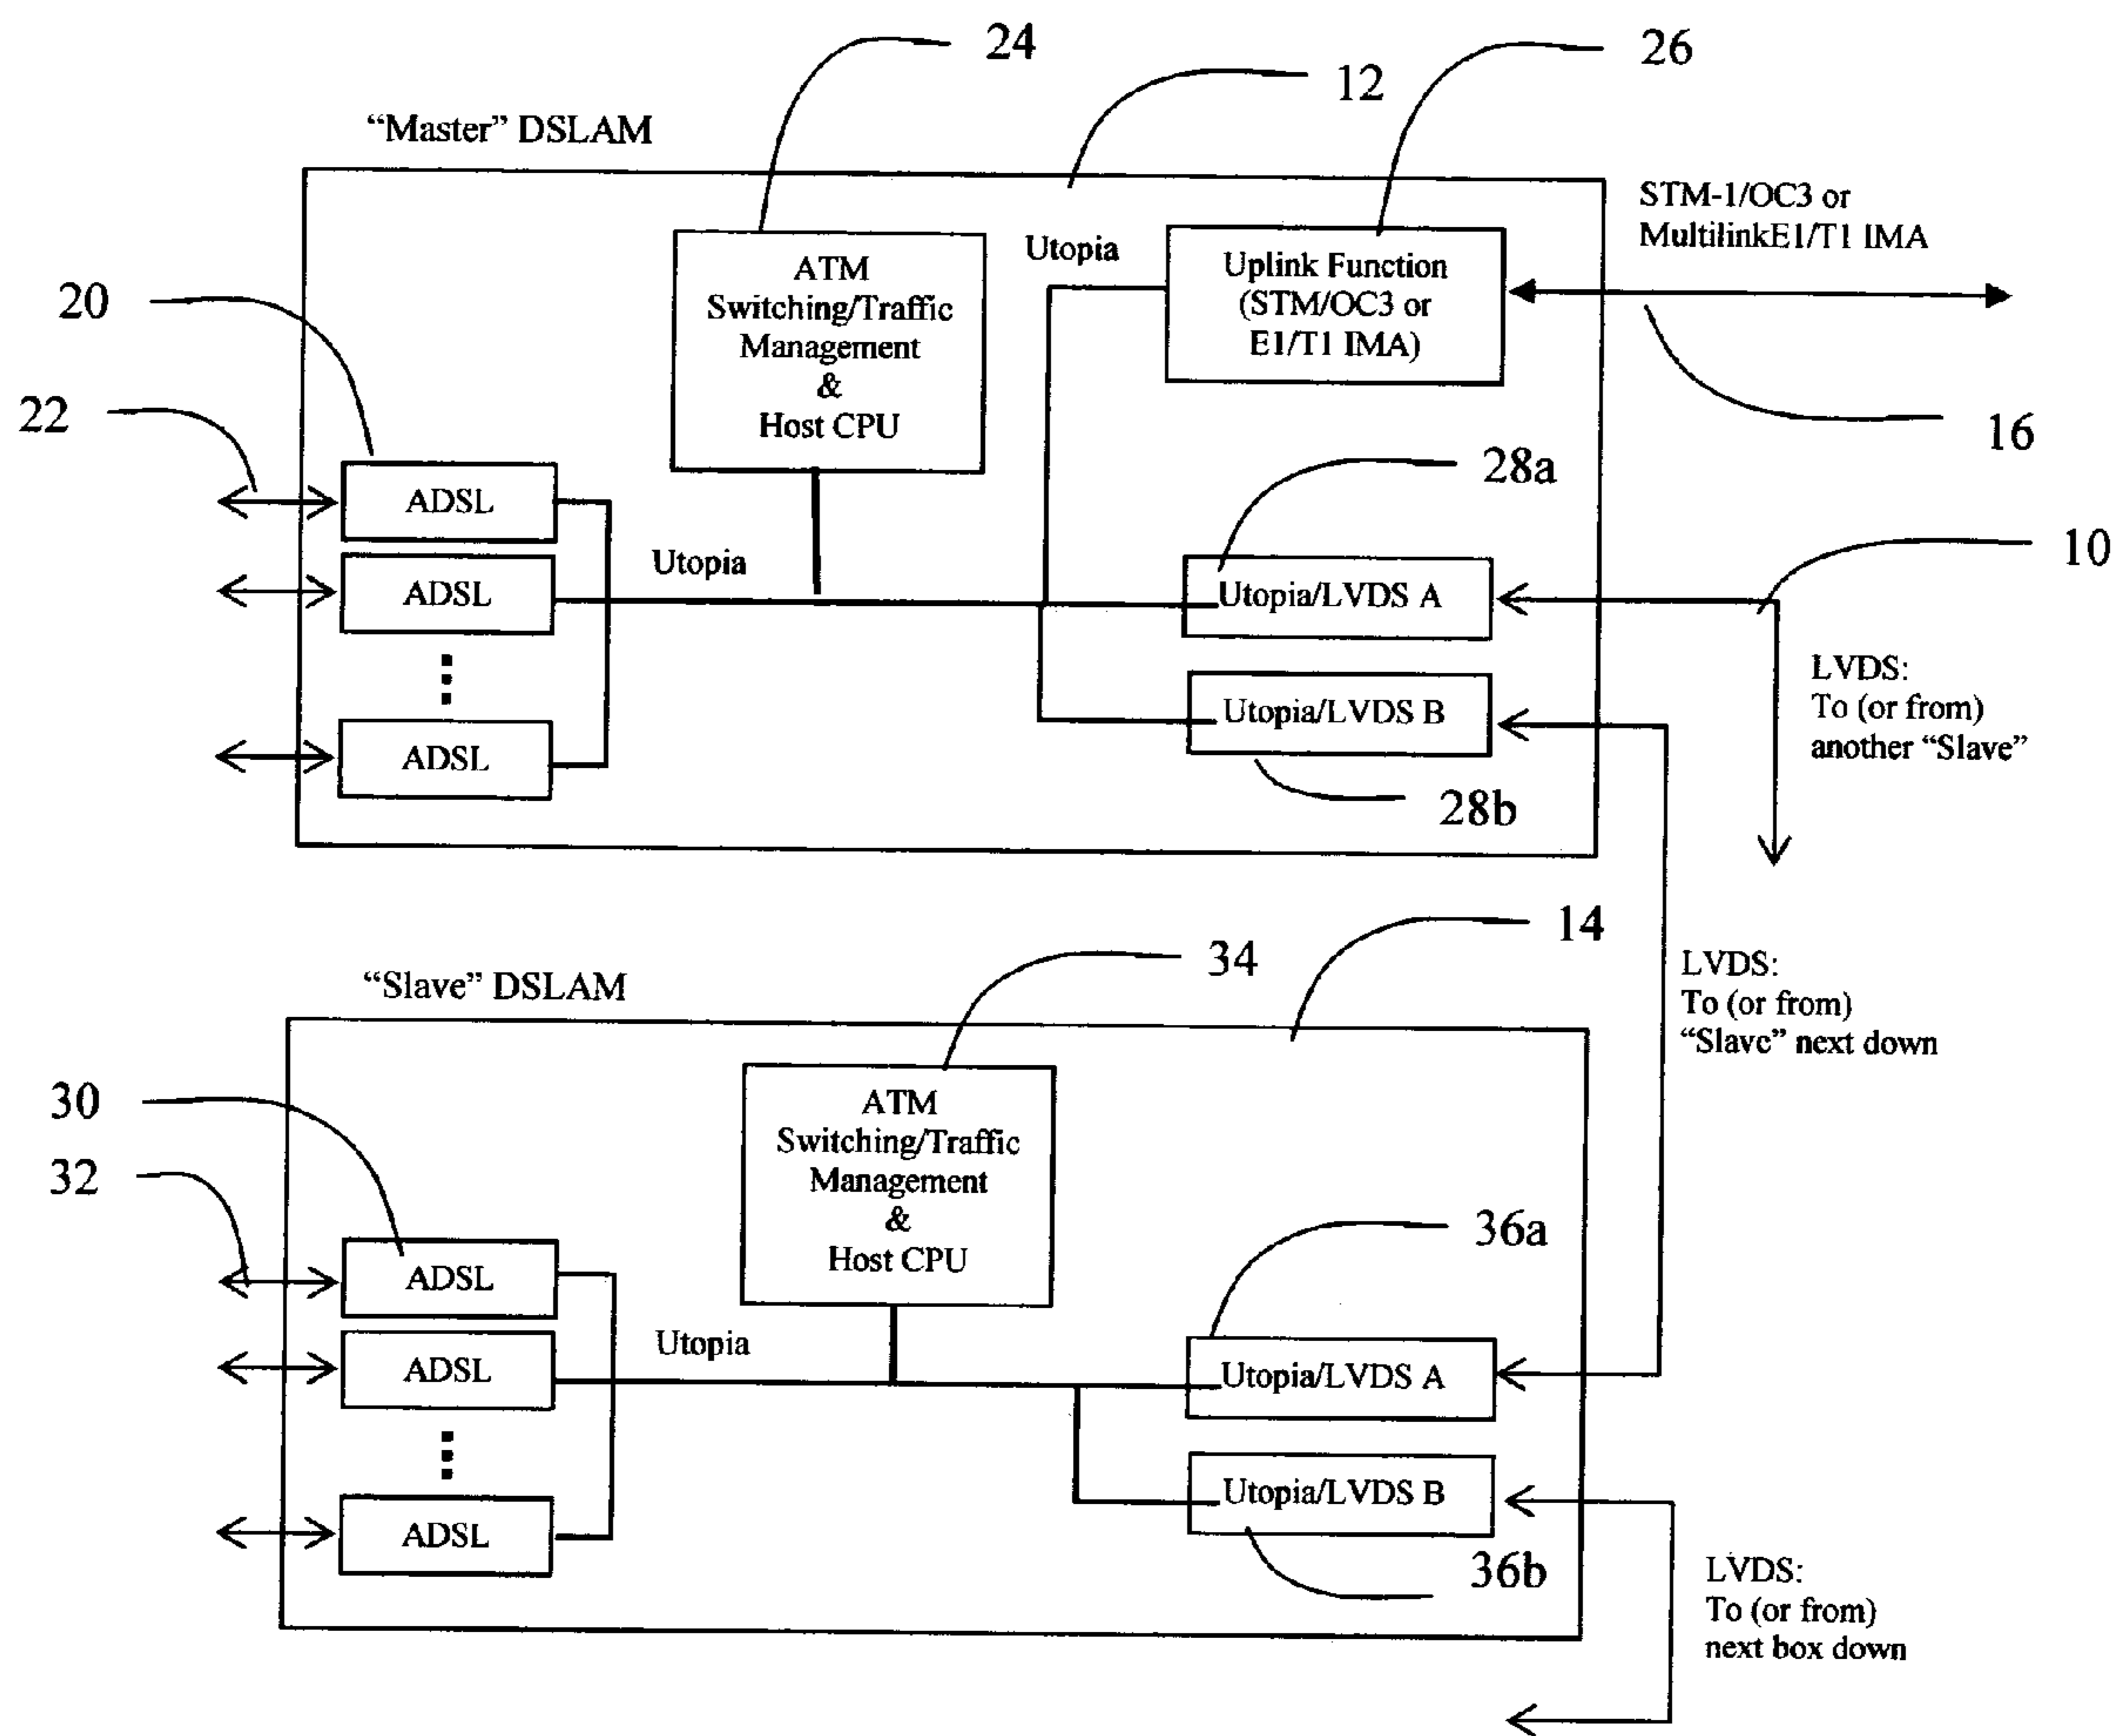 24
26
12
"Master" DSLAM
STM-1/OC3 or
MultilinkE1/T1 IMA
Utopia
ATM
Switching/Traffic
Management
&
Host CPU
Uplink Function
(STM/OC3 or
E1/T1 IMA)
20
22
16
28a
ADSL
10
Utopia
ADSL
Utopia/LVDS A
LVDS:
To (or from)
another "Slave"
Utopia/LVDS B
ADSL
28b
14
34
"Slave" DSLAM
LVDS:
To (or from)
"Slave" next down
30
ATM
Switching/Traffic
Management
&
Host CPU
32
36a
ADSL
Utopia
ADSL
Utopia/LVDS A
Utopia/LVDS B
ADSL
36b
LVDS:
To (or from)
next box down